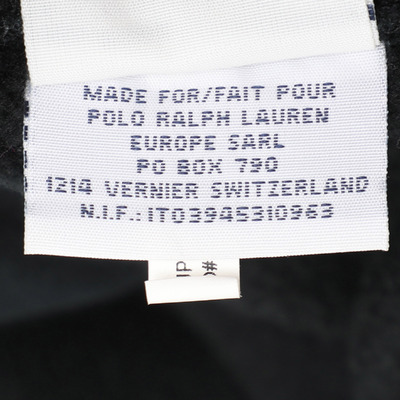 MADE FOR/FAIT POUR
POLO RALPH LAUREN
EUROPE SARL
PO BOX 790
1214 VERNIER SWITZERLAND
N.I.F.: IT03945310963